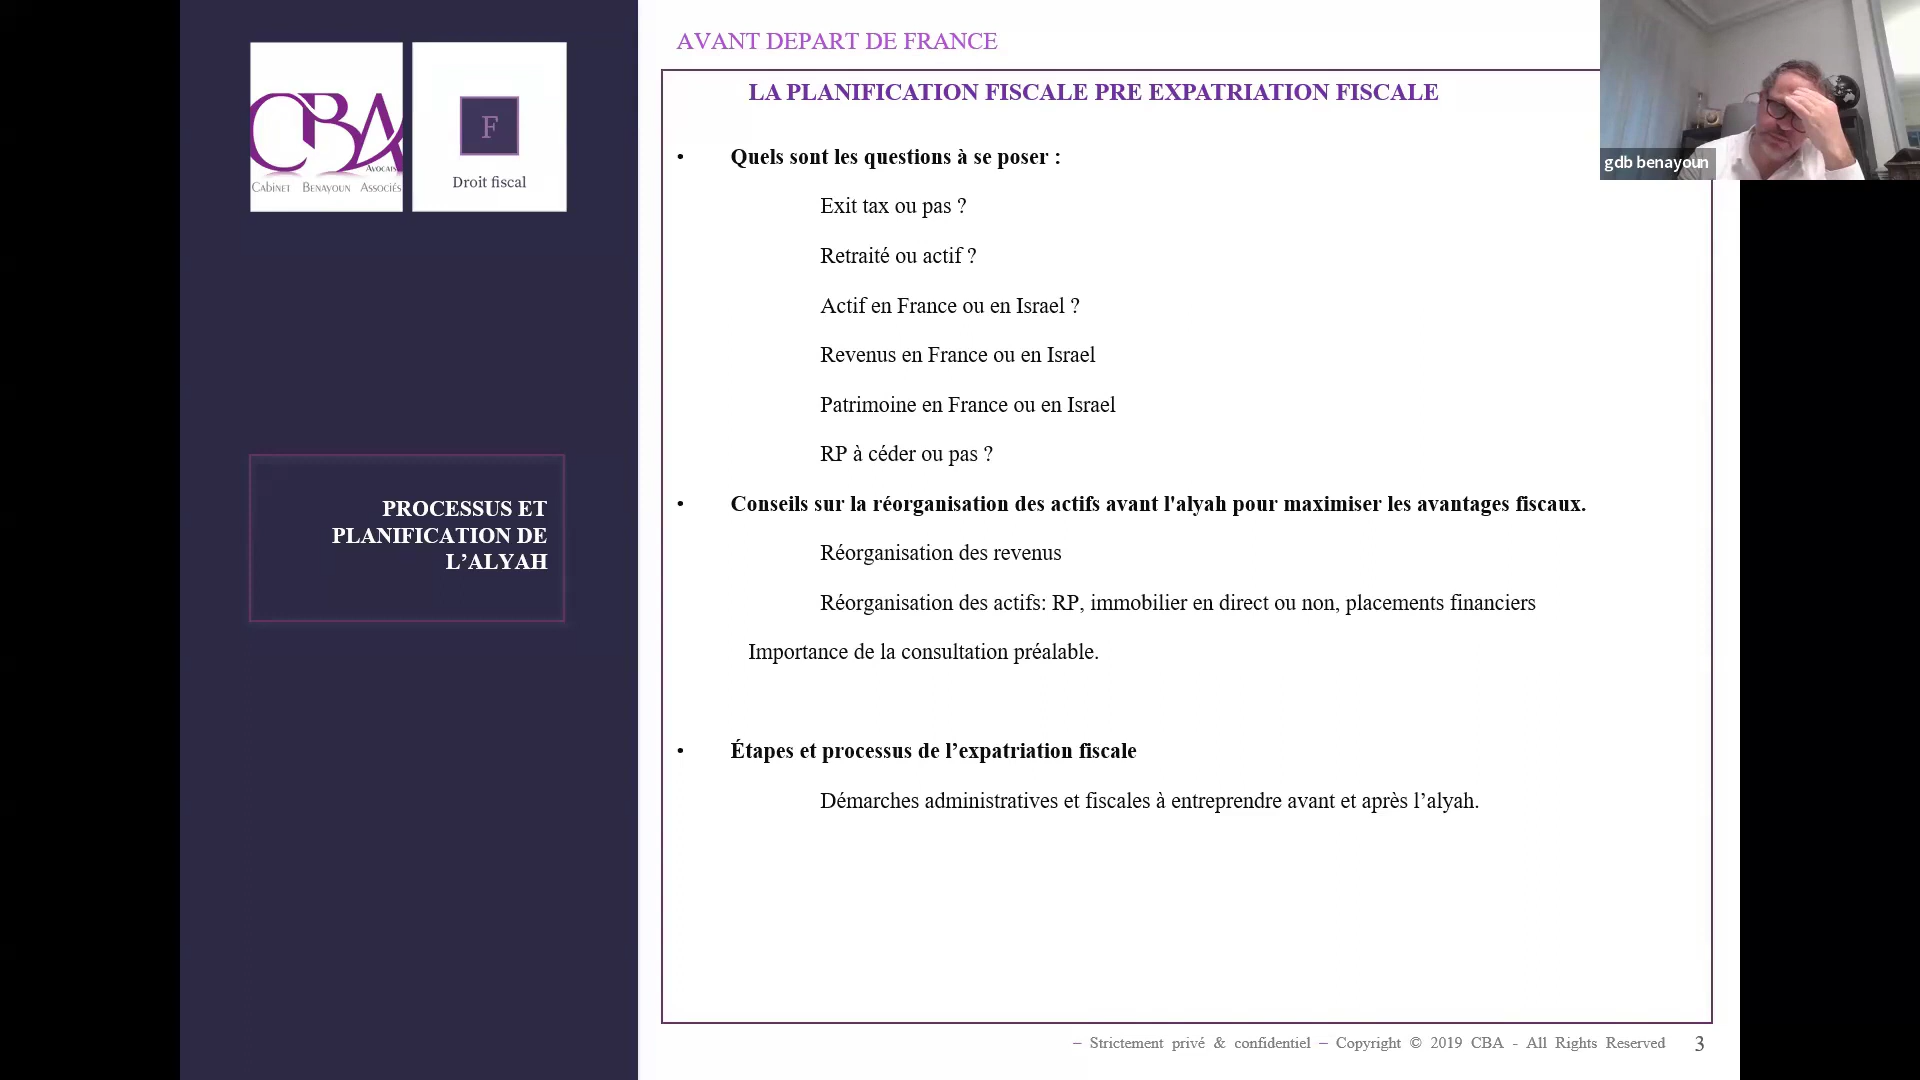 CBA
AVOCATS
CABINET BENAYOUN ASSOCIÉS
F
Droit fiscal
PROCESSUS ET
PLANIFICATION DE
L’ALYAH
AVANT DEPART DE FRANCE
LA PLANIFICATION FISCALE PRE EXPATRIATION FISCALE
• Quels sont les questions à se poser :
Exit tax ou pas ?
Retraité ou actif ?
Actif en France ou en Israel ?
Revenus en France ou en Israel
Patrimoine en France ou en Israel
RP à céder ou pas ?
• Conseils sur la réorganisation des actifs avant l'alyah pour maximiser les avantages fiscaux.
Réorganisation des revenus
Réorganisation des actifs: RP, immobilier en direct ou non, placements financiers
Importance de la consultation préalable.
• Étapes et processus de l’expatriation fiscale
Démarches administratives et fiscales à entreprendre avant et après l’alyah.
– Strictement privé & confidentiel – Copyright © 2019 CBA - All Rights Reserved 3
gdb benayoun